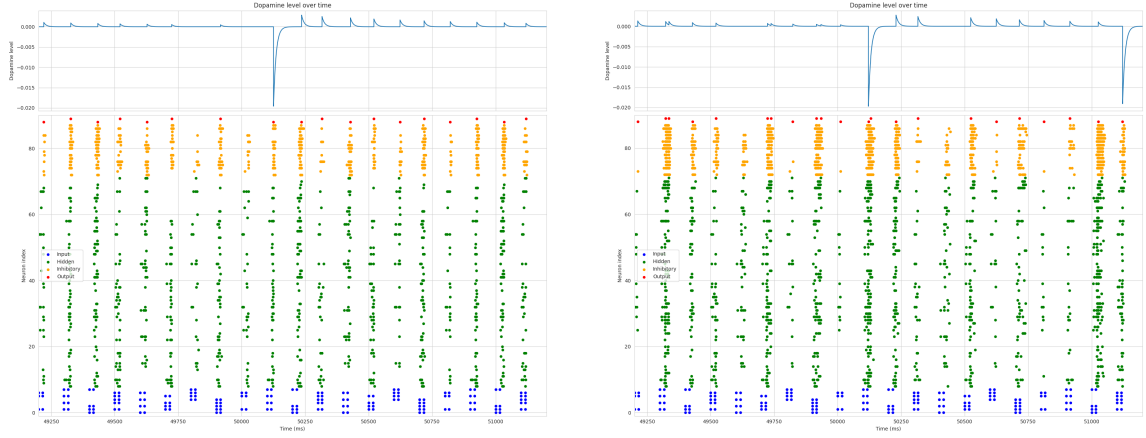 Dopamine level over time
Dopamine level
0.000
−0.005
−0.010
−0.015
−0.020
Neuron index
80
60
40
20
0
Input
Hidden
Inhibitory
Output
49250
49500
49750
50000
50250
50500
50750
51000
Time (ms)
Dopamine level over time
Dopamine level
0.000
−0.005
−0.010
−0.015
−0.020
Neuron index
80
60
40
20
0
Input
Hidden
Inhibitory
Output
49250
49500
49750
50000
50250
50500
50750
51000
Time (ms)